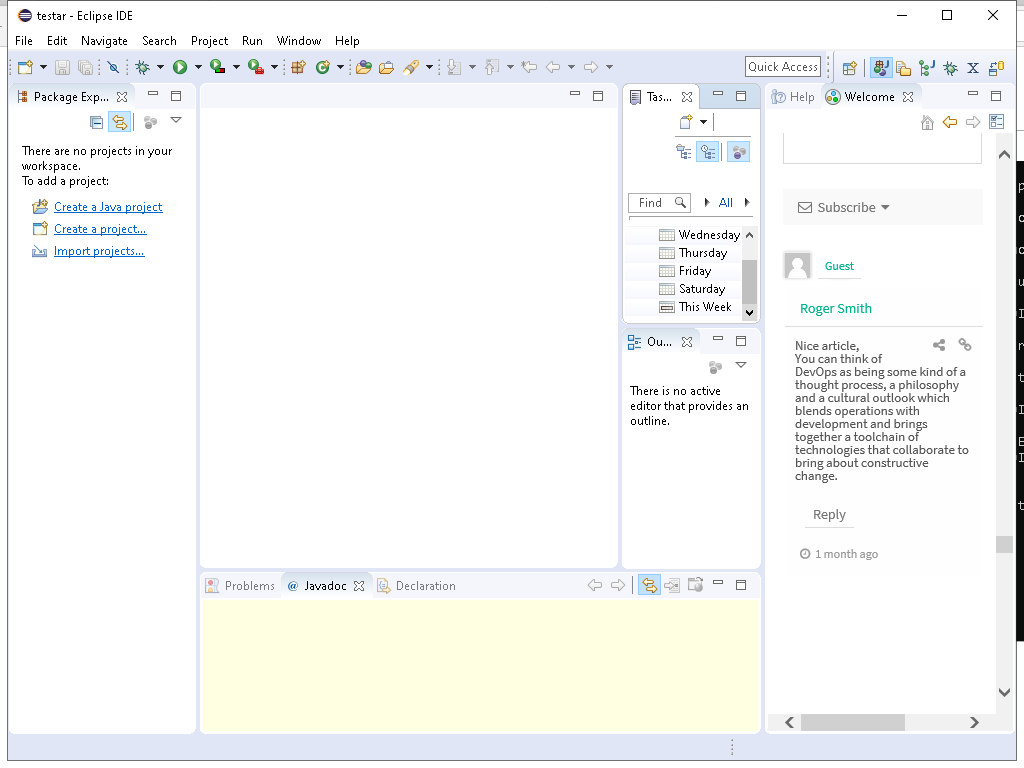 testar - Eclipse IDE
File Edit Navigate Search Project Run Window Help
Quick Access
Package Exp...
There are no projects in your
workspace.
To add a project:
Create a Java project
Create a project...
Import projects...
Tas...
Find
All
Wednesday
Thursday
Friday
Saturday
This Week
Ou...
There is no active
editor that provides an
outline.
Help Welcome
Subscribe
Guest
Roger Smith
Nice article,
You can think of
DevOps as being some kind of a
thought process, a philosophy
and a cultural outlook which
blends operations with
development and brings
together a toolchain of
technologies that collaborate to
bring about constructive
change.
Reply
1 month ago
Problems @ Javadoc Declaration